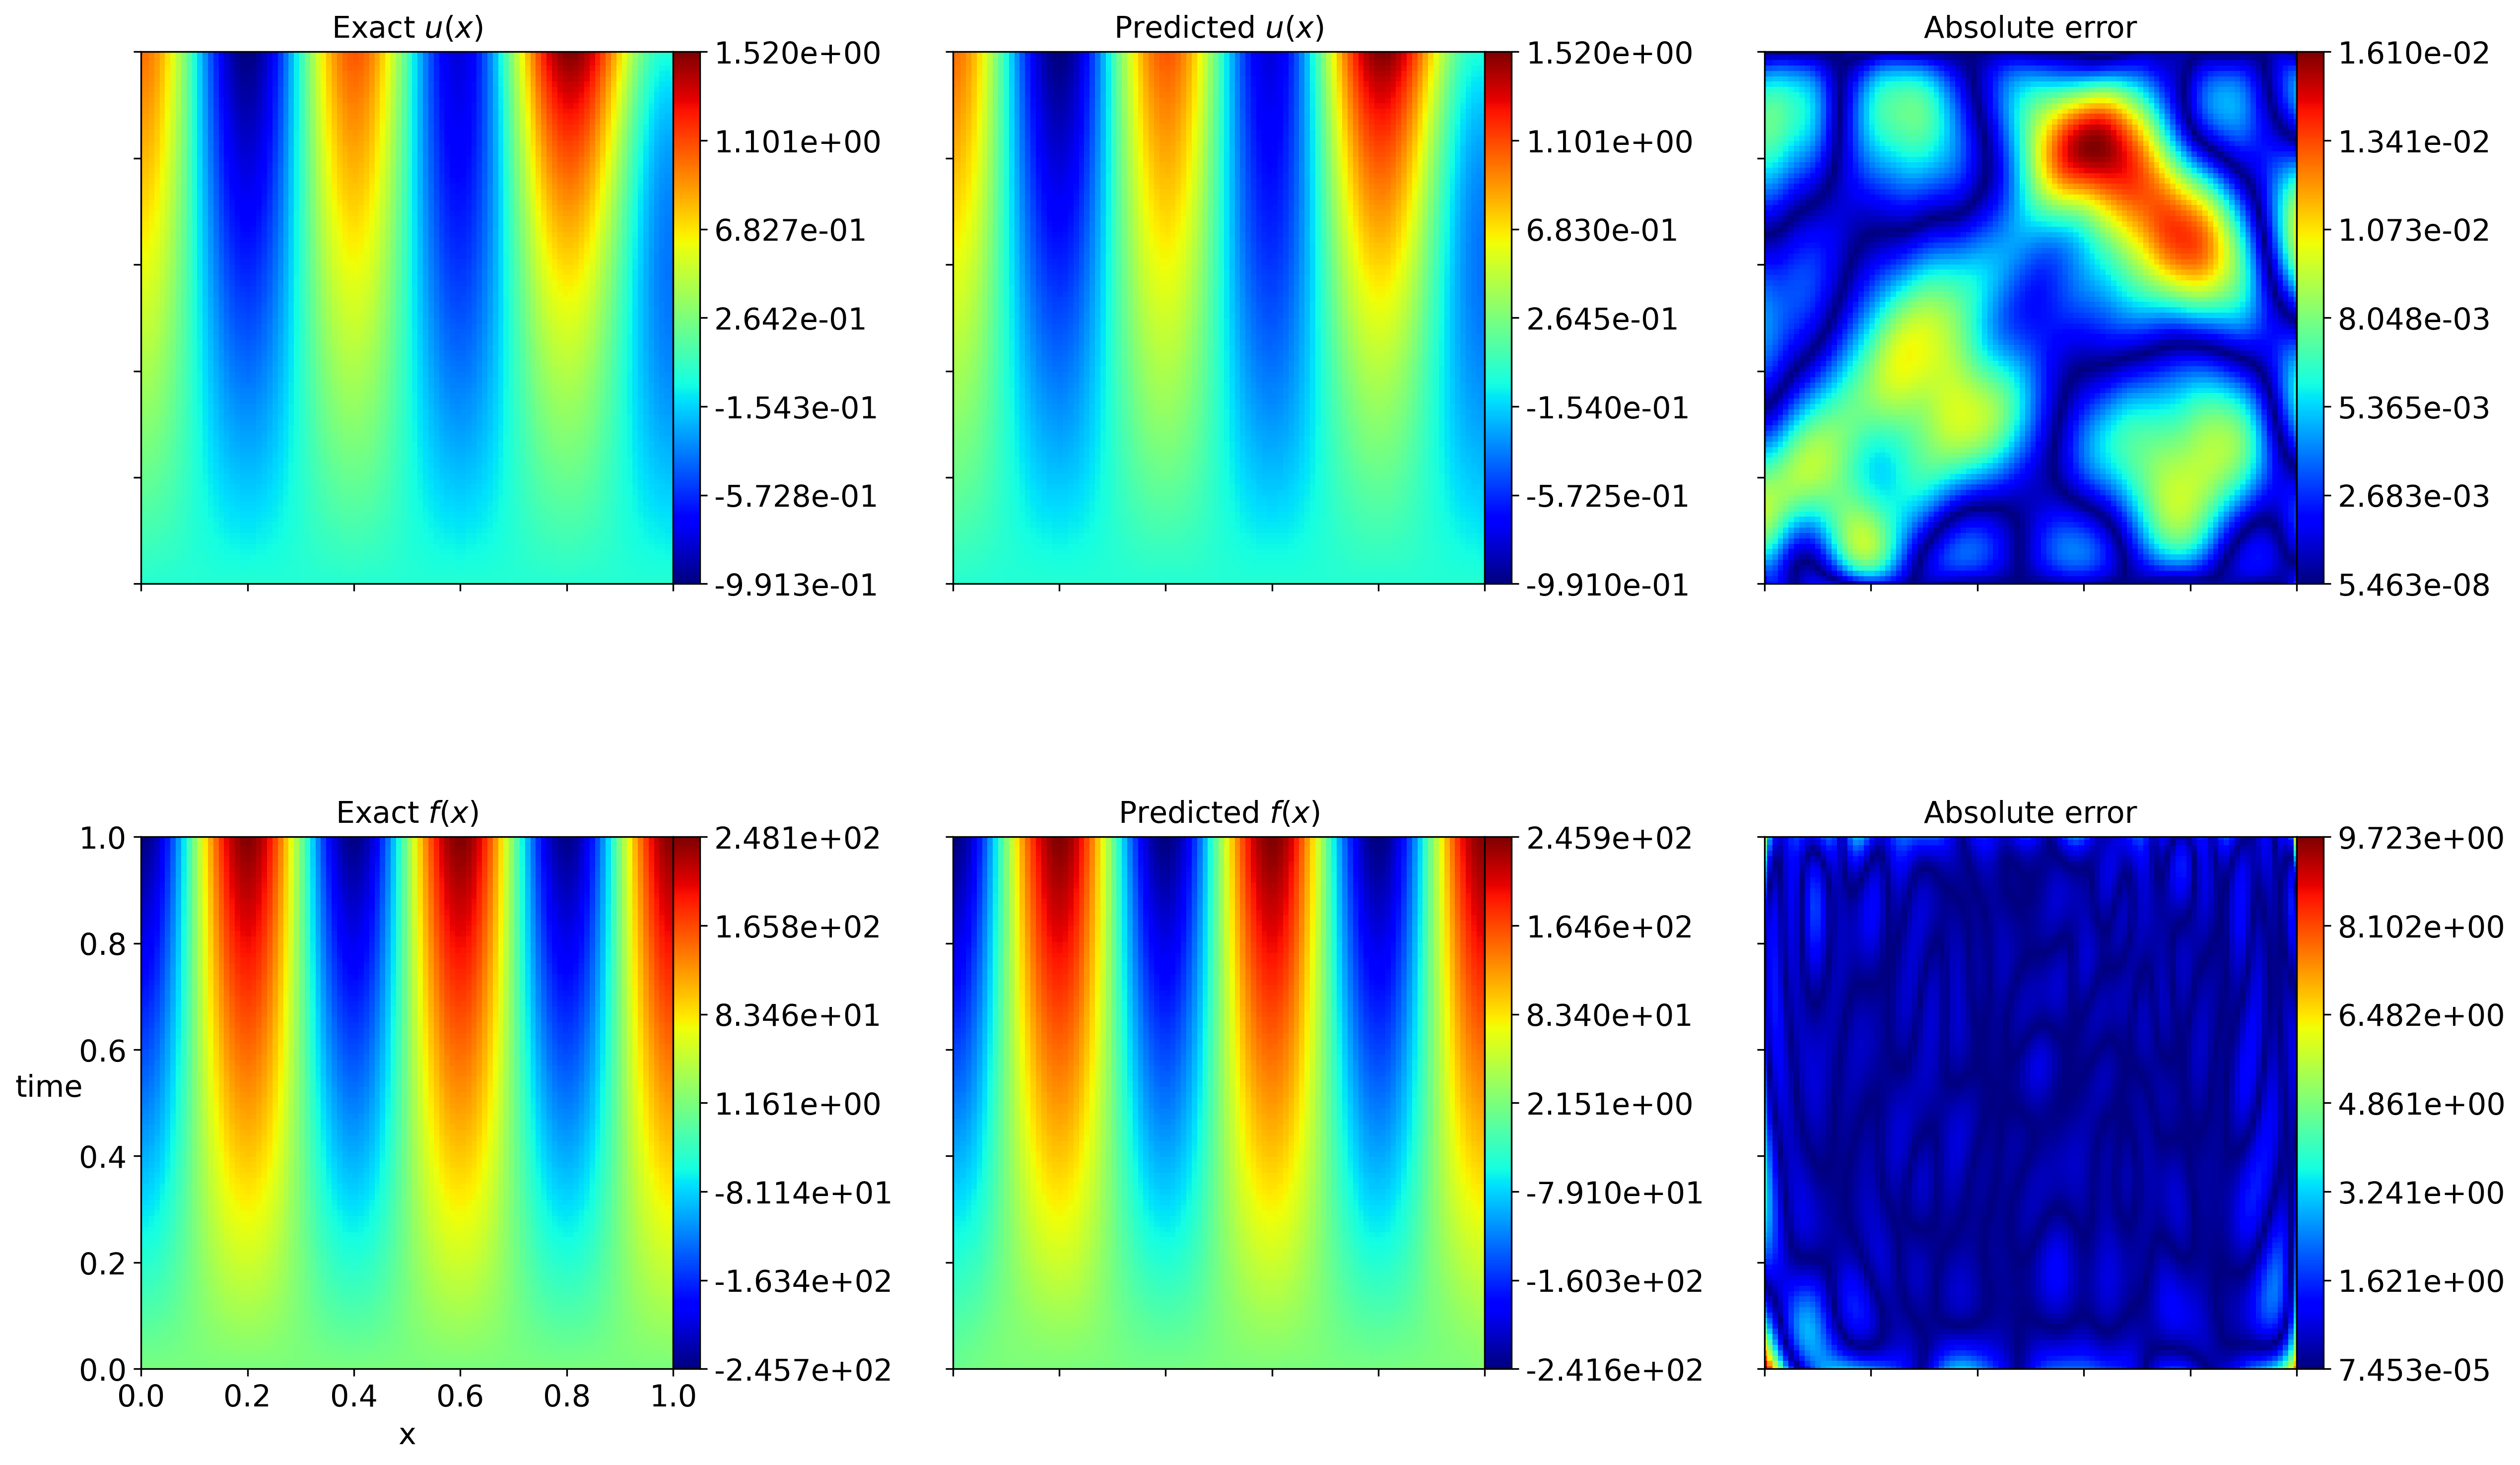 Exact u(x)
1.520e+00
1.101e+00
6.827e-01
2.642e-01
-1.543e-01
-5.728e-01
-9.913e-01
Predicted u(x)
1.520e+00
1.101e+00
6.830e-01
2.645e-01
-1.540e-01
-5.725e-01
-9.910e-01
Absolute error
1.610e-02
1.341e-02
1.073e-02
8.048e-03
5.365e-03
2.683e-03
5.463e-08
Exact f(x)
time
1.0
0.8
0.6
0.4
0.2
0.0
0.0 0.2 0.4 0.6 0.8 1.0
x
2.481e+02
1.658e+02
8.346e+01
1.161e+00
-8.114e+01
-1.634e+02
-2.457e+02
Predicted f(x)
2.459e+02
1.646e+02
8.340e+01
2.151e+00
-7.910e+01
-1.603e+02
-2.416e+02
Absolute error
9.723e+00
8.102e+00
6.482e+00
4.861e+00
3.241e+00
1.621e+00
7.453e-05